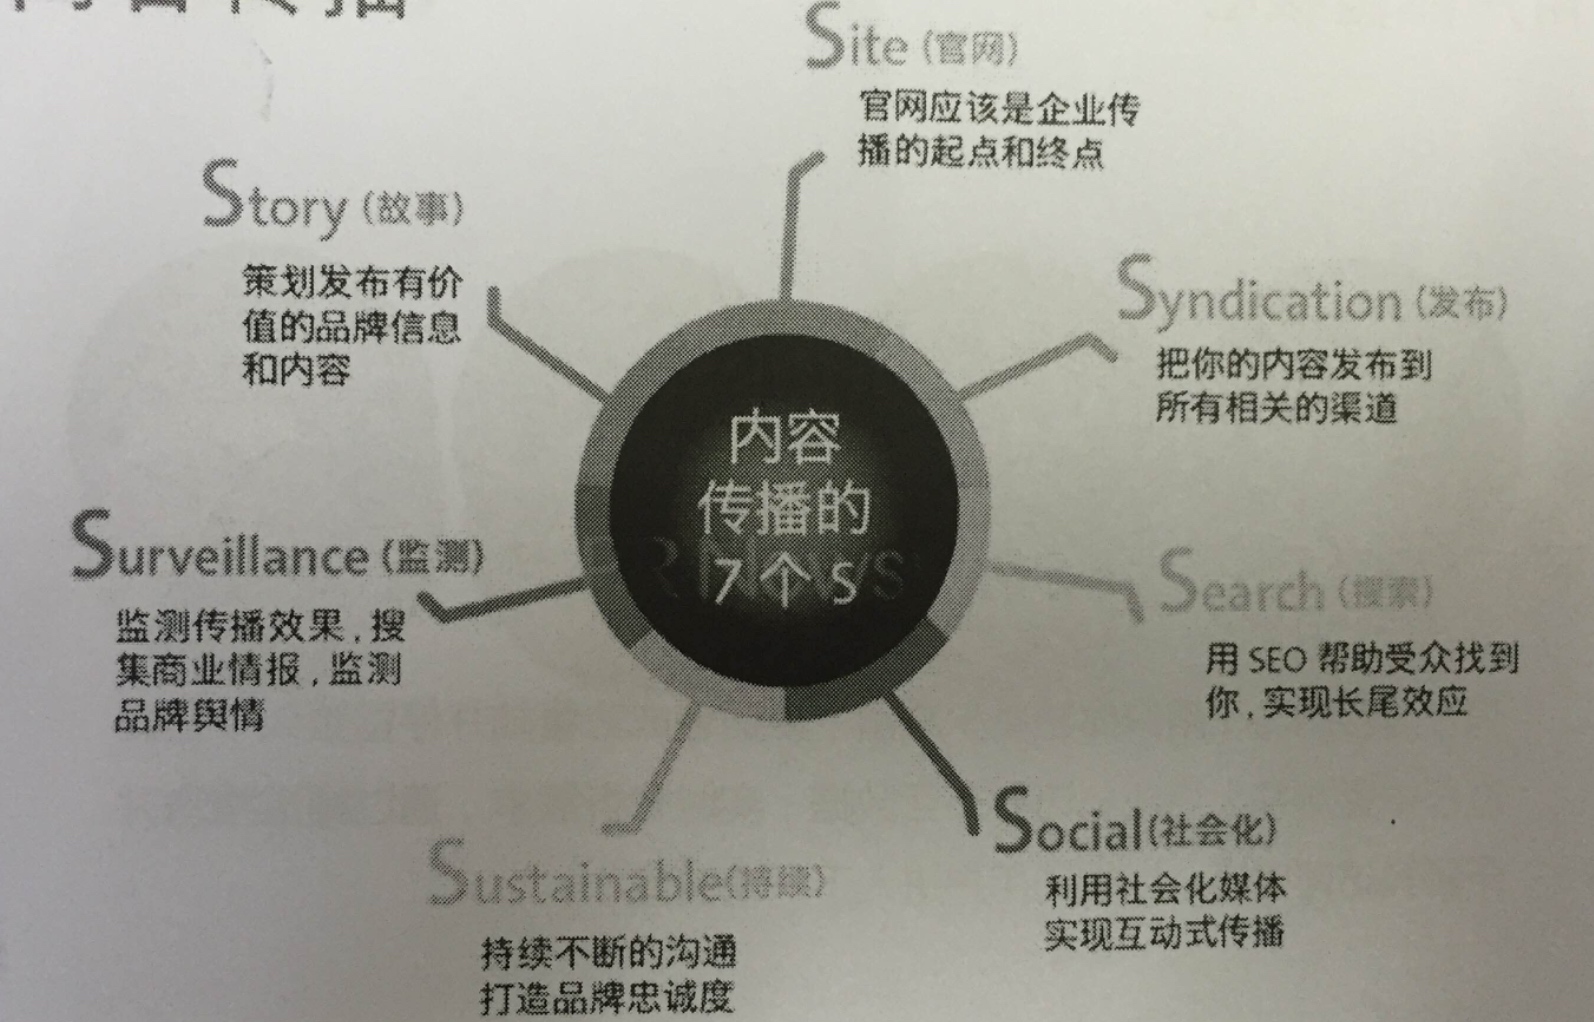 内容传播
Site（官网）
官网应该是企业传
播的起点和终点
Story（故事）
策划发布有价
值的品牌信息
和内容
Syndication（发布）
把你的内容发布到
所有相关的渠道
内容
传播的
7个S
Surveillance（监测）
监测传播效果，搜
集商业情报，监测
品牌舆情
Search（搜索）
用 SEO 帮助受众找到
你，实现长尾效应
Social（社会化）
利用社会化媒体
实现互动式传播
Sustainable（持续）
持续不断的沟通
打造品牌忠诚度